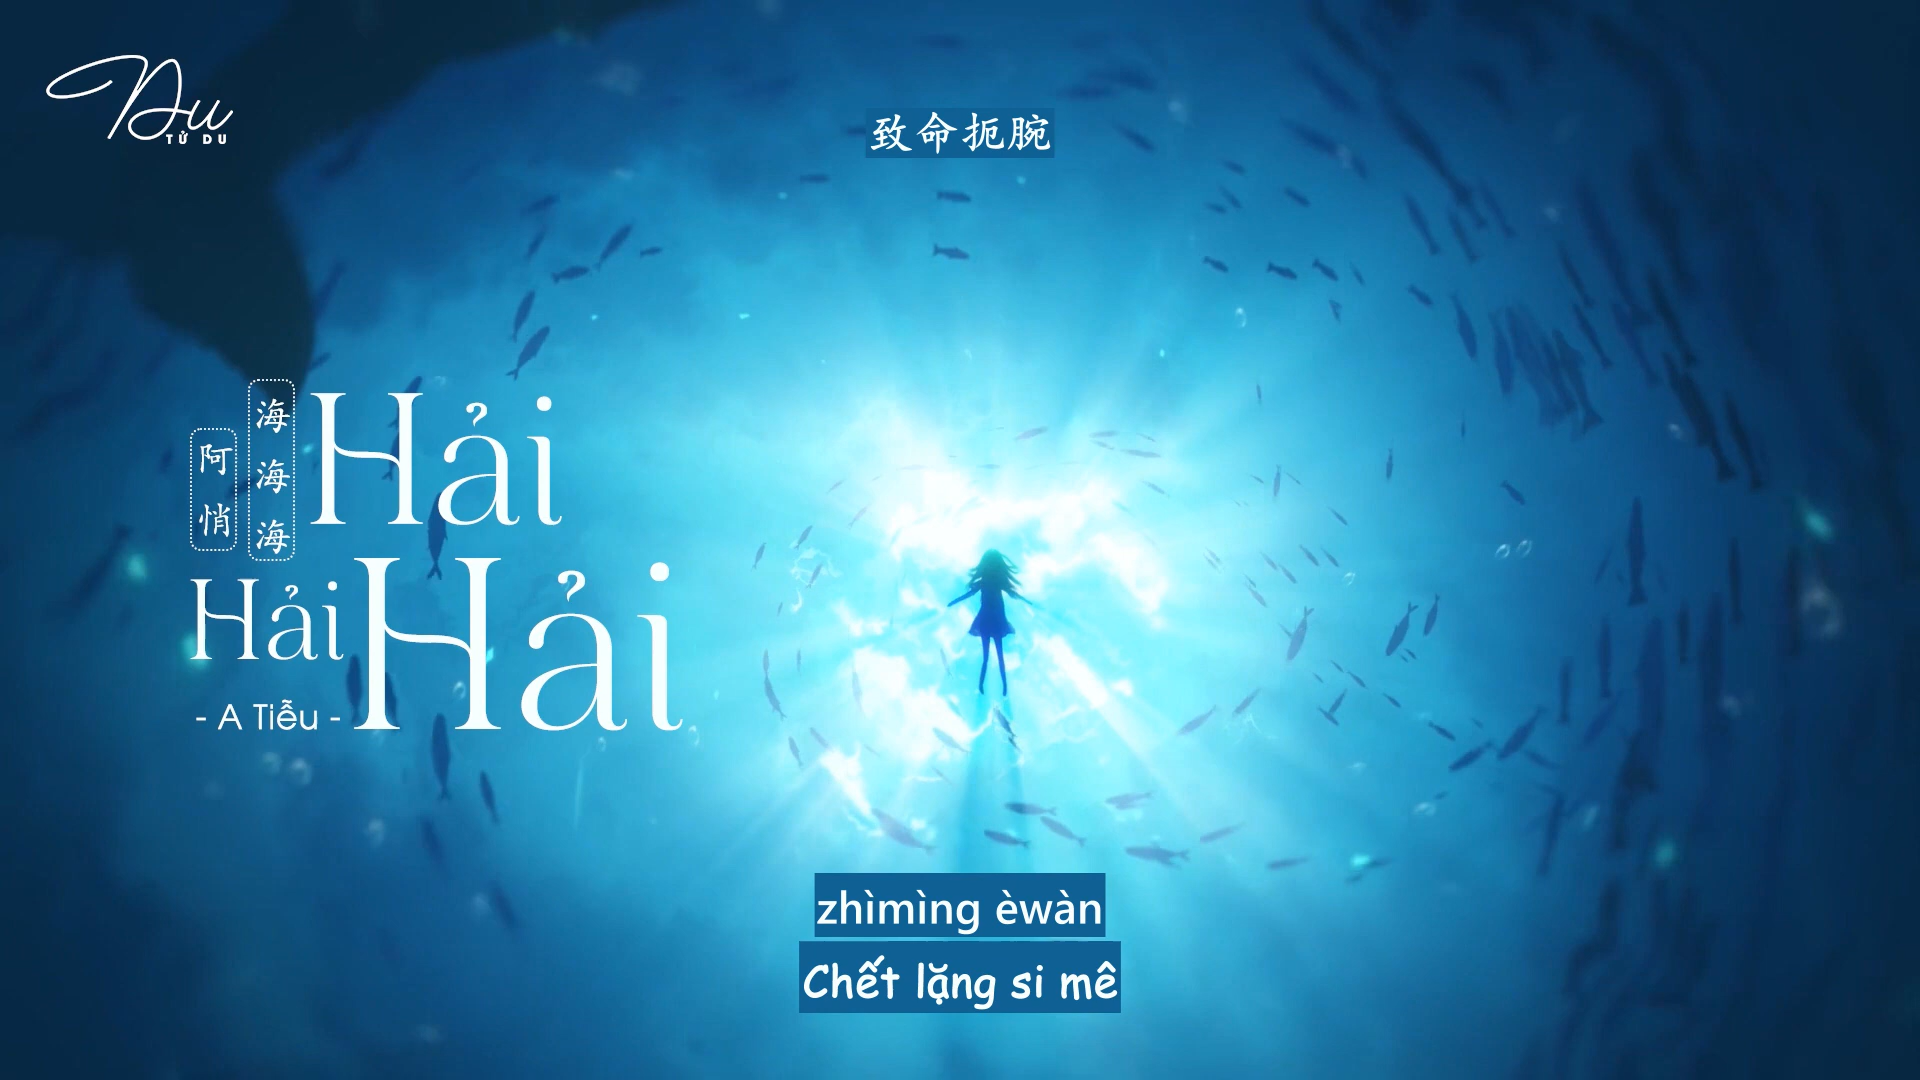 Du
TỬ DU
致命扼腕
海海海
阿悄
Hải
Hải Hải
- A Tiễu -
zhìmìng èwàn
Chết lặng si mê